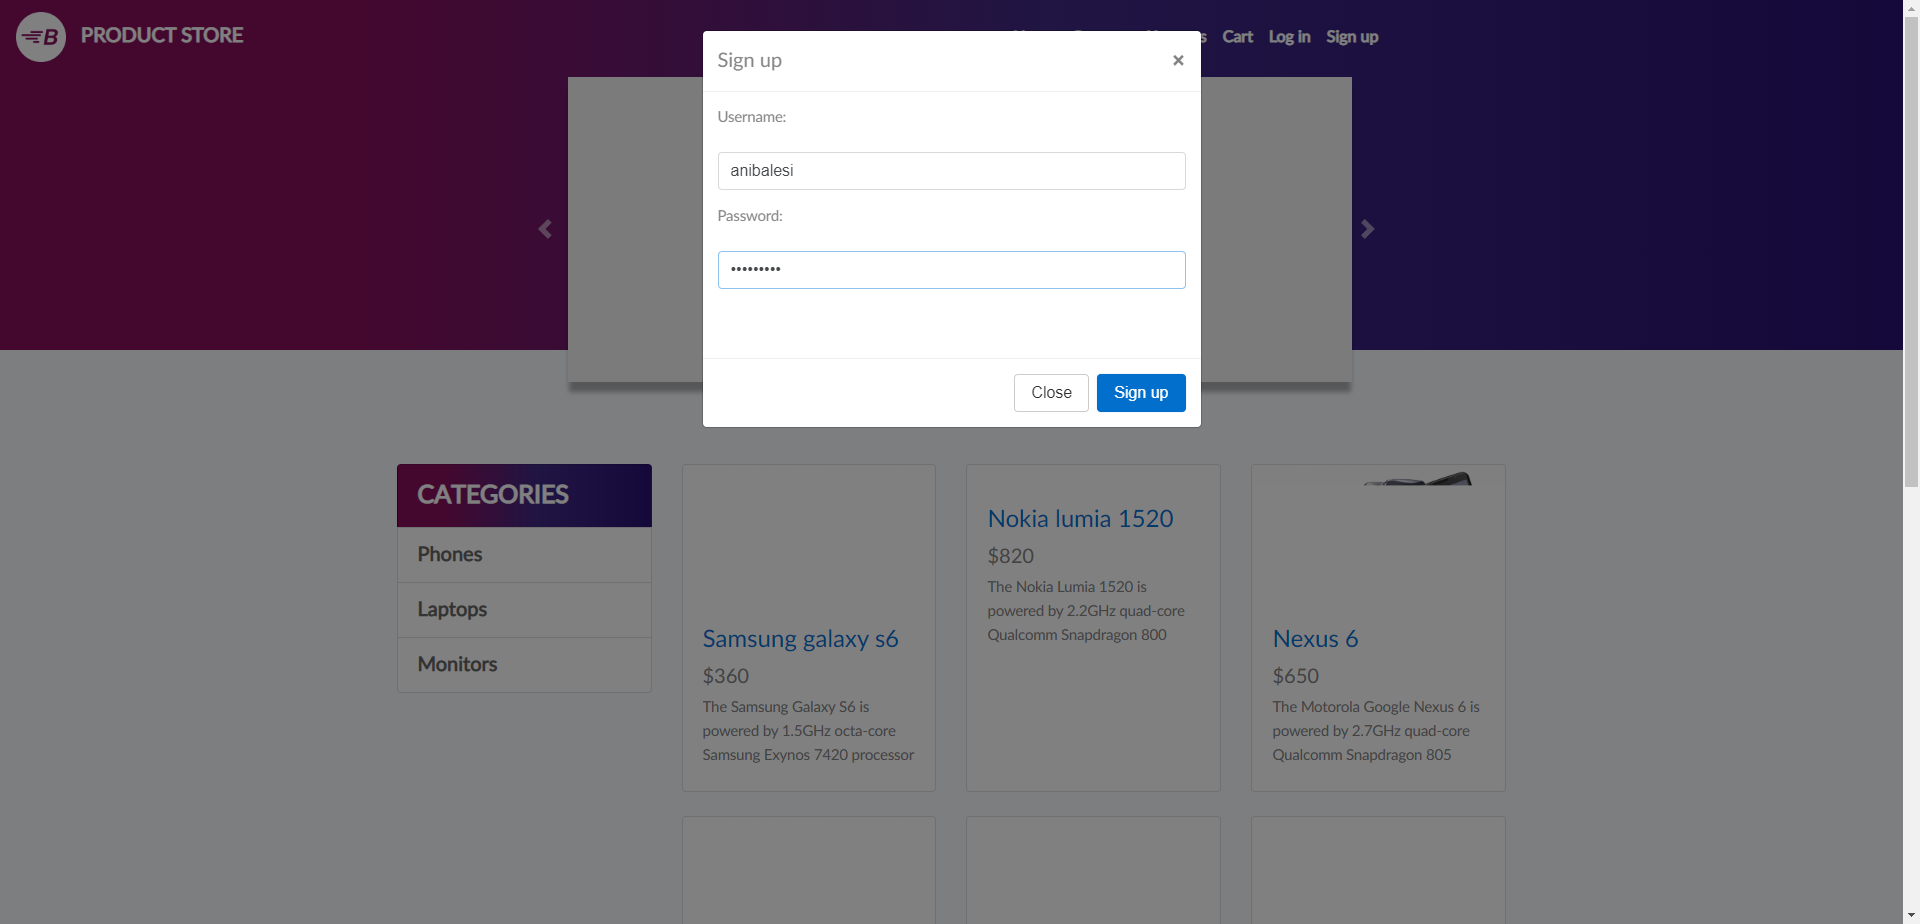 B PRODUCT STORE
Cart Log in Sign up
Sign up ×
Username:
anibalesi
Password:
•••••••••
Close Sign up
CATEGORIES
Phones
Laptops
Monitors
Samsung galaxy s6
$360
The Samsung Galaxy S6 is
powered by 1.5GHz octa-core
Samsung Exynos 7420 processor
Nokia lumia 1520
$820
The Nokia Lumia 1520 is
powered by 2.2GHz quad-core
Qualcomm Snapdragon 800
Nexus 6
$650
The Motorola Google Nexus 6 is
powered by 2.7GHz quad-core
Qualcomm Snapdragon 805